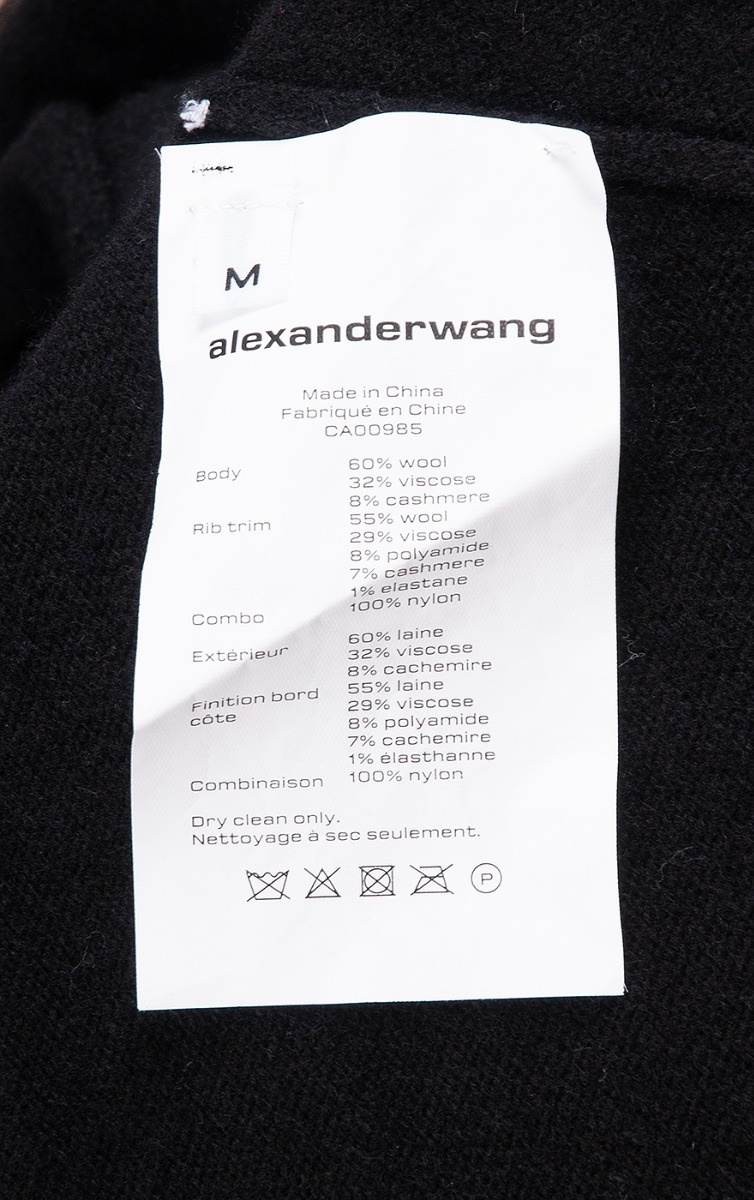 M
alexanderwang
Made in China
Fabriqué en Chine
CA00985
Body 60% wool
32% viscose
8% cashmere
Rib trim 55% wool
29% viscose
8% polyamide
7% cashmere
1% elastane
Combo 100% nylon
Extérieur 60% laine
32% viscose
8% cachemire
Finition bord côte 55% laine
29% viscose
8% polyamide
7% cachemire
1% élasthanne
Combinaison 100% nylon
Dry clean only.
Nettoyage à sec seulement.
P